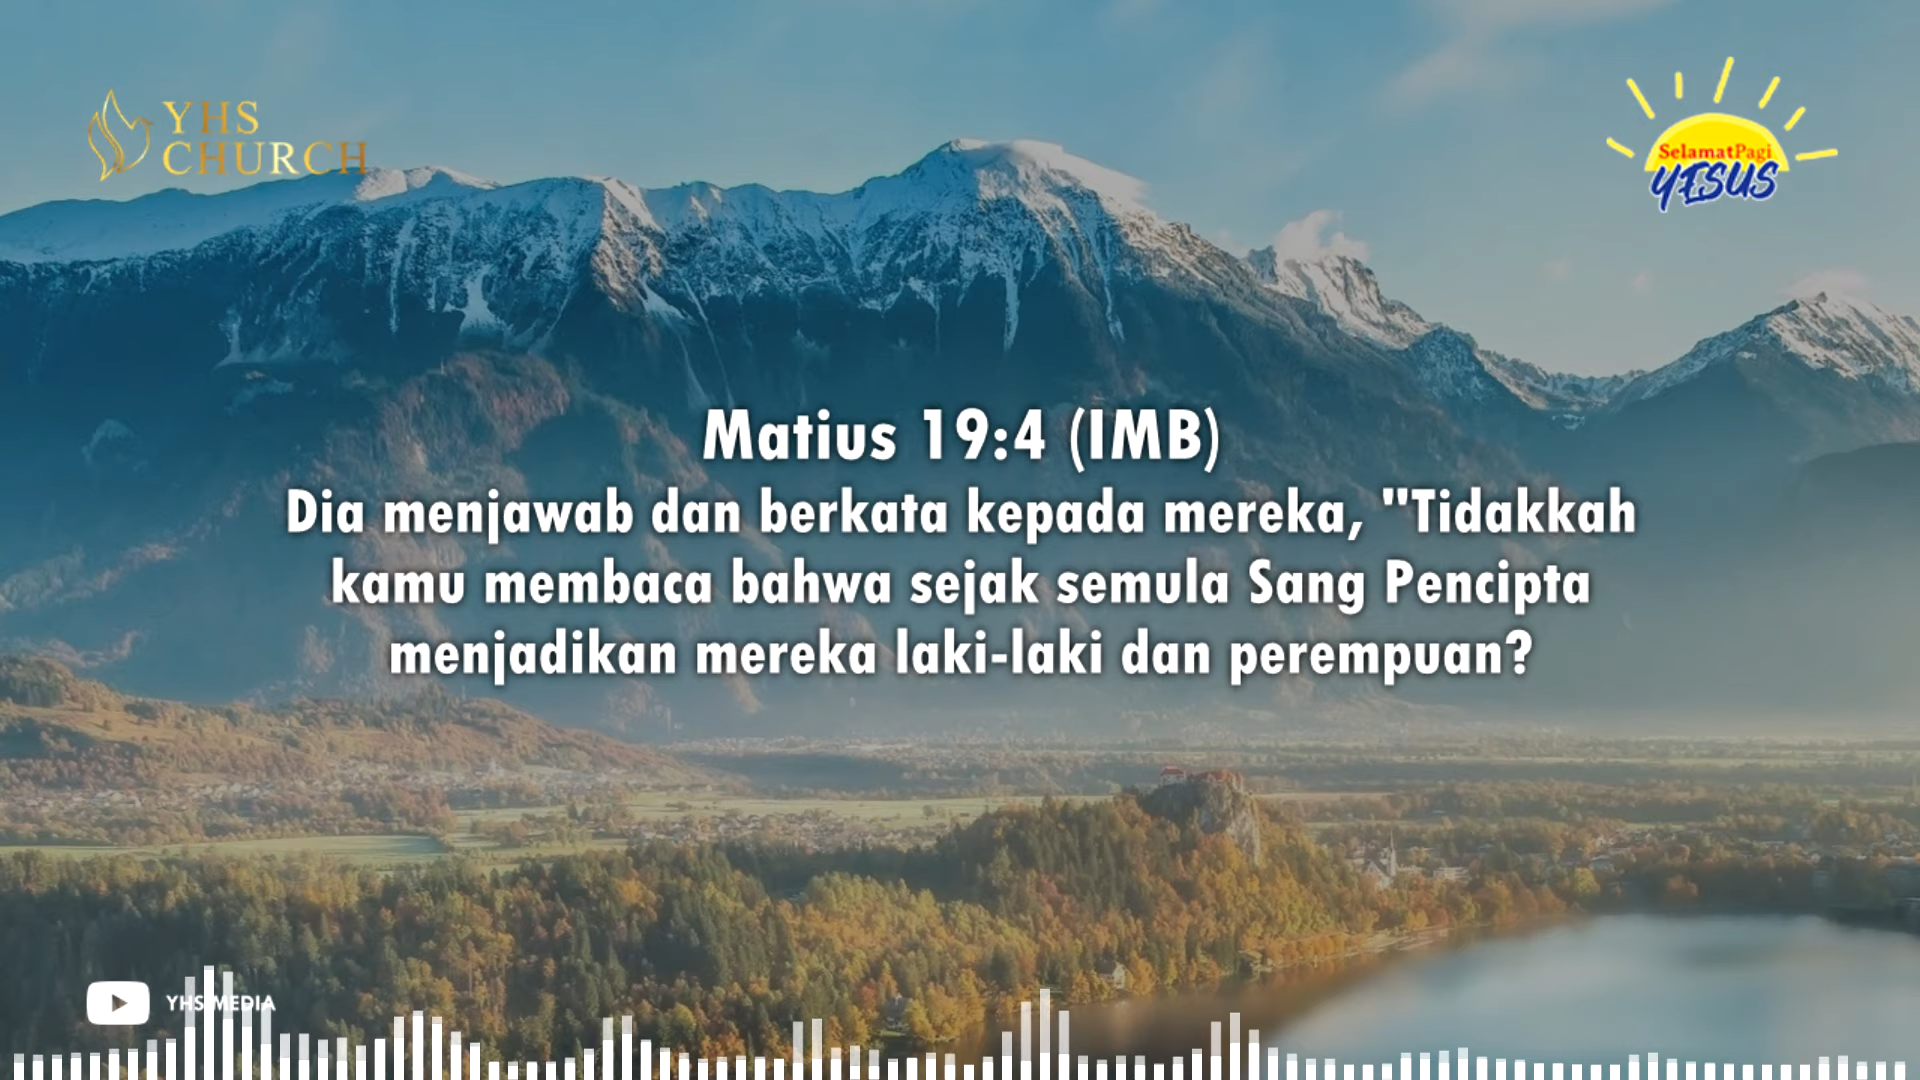 YHS
CHURCH
SelamatPagi
YESUS
Matius 19:4 (IMB)
Dia menjawab dan berkata kepada mereka, "Tidakkah
kamu membaca bahwa sejak semula Sang Pencipta
menjadikan mereka laki-laki dan perempuan?
YHS MEDIA